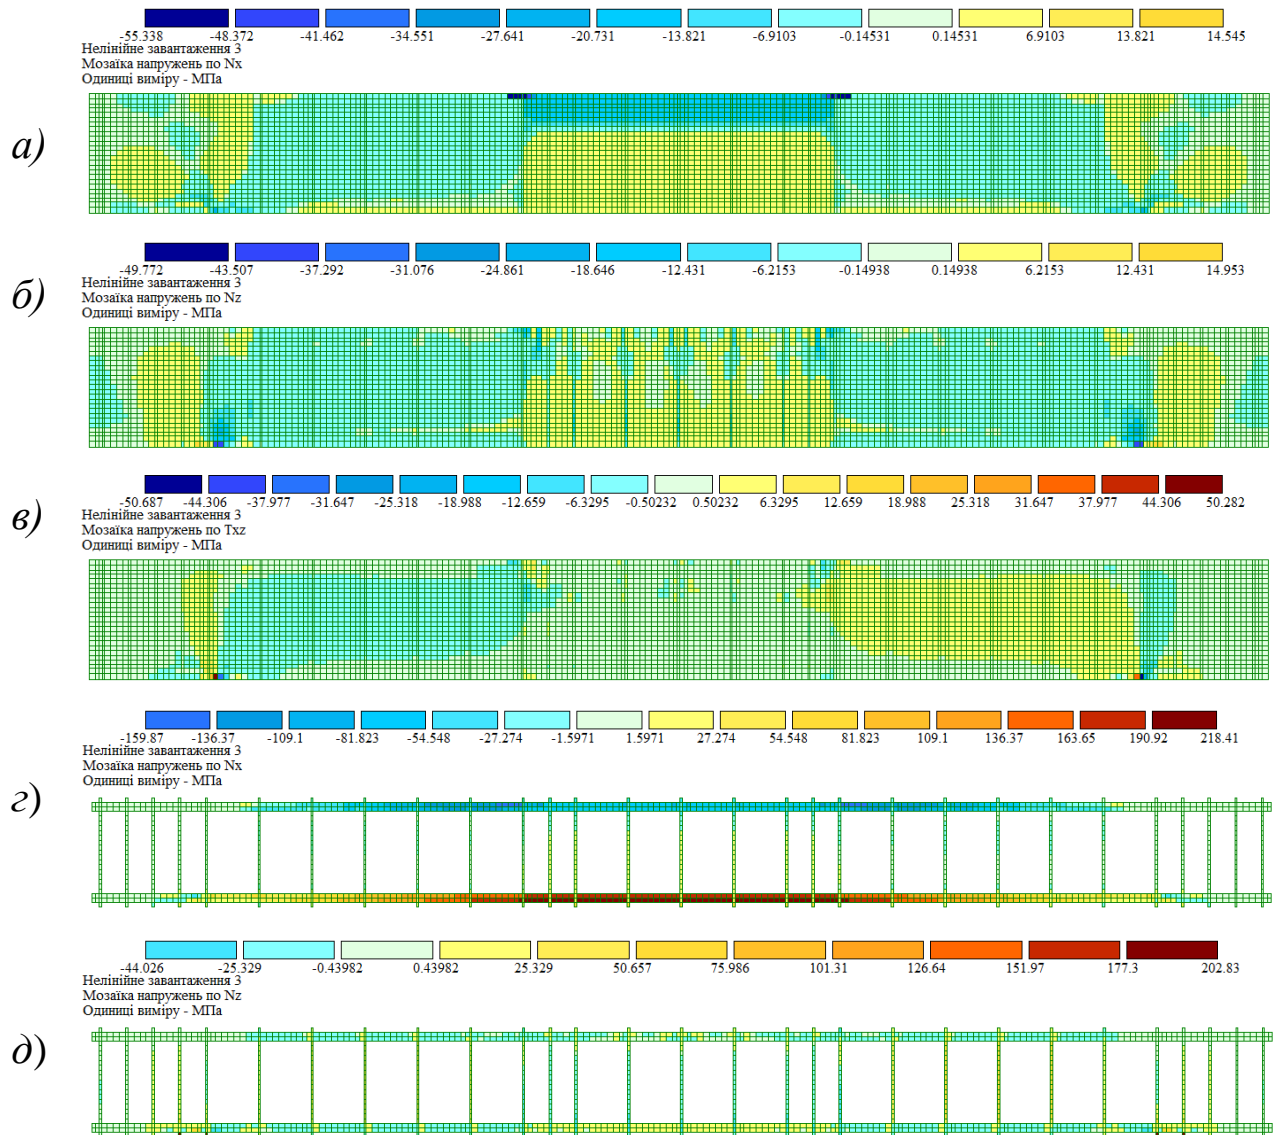 -55.338 -48.372 -41.462 -34.551 -27.641 -20.731 -13.821 -6.9103 -0.14531 0.14531 6.9103 13.821 14.545
Нелінійне завантаження 3
Мозаїка напружень по Nx
Одиниці виміру - МПа
а)
-49.772 -43.507 -37.292 -31.076 -24.861 -18.646 -12.431 -6.2153 -0.14938 0.14938 6.2153 12.431 14.953
Нелінійне завантаження 3
Мозаїка напружень по Nz
Одиниці виміру - МПа
б)
-50.687 -44.306 -37.977 -31.647 -25.318 -18.988 -12.659 -6.3295 -0.50232 0.50232 6.3295 12.659 18.988 25.318 31.647 37.977 44.306 50.282
Нелінійне завантаження 3
Мозаїка напружень по Txz
Одиниці виміру - МПа
в)
-159.87 -136.37 -109.1 -81.823 -54.548 -27.274 -1.5971 1.5971 27.274 54.548 81.823 109.1 136.37 163.65 190.92 218.41
Нелінійне завантаження 3
Мозаїка напружень по Nx
Одиниці виміру - МПа
г)
-44.026 -25.329 -0.43982 0.43982 25.329 50.657 75.986 101.31 126.64 151.97 177.3 202.83
Нелінійне завантаження 3
Мозаїка напружень по Nz
Одиниці виміру - МПа
д)